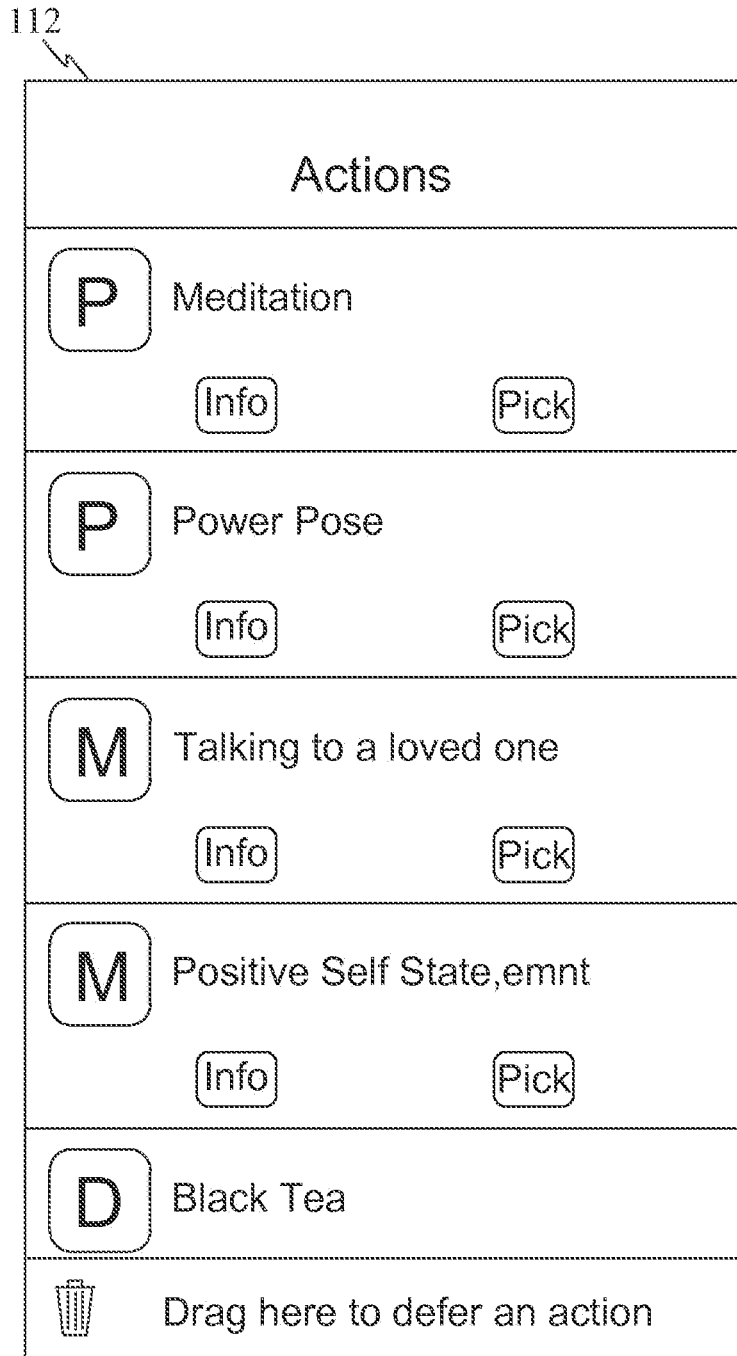 112
Actions
P Meditation
Info Pick
P Power Pose
Info Pick
M Talking to a loved one
Info Pick
M Positive Self State,emnt
Info Pick
D Black Tea
Drag here to defer an action